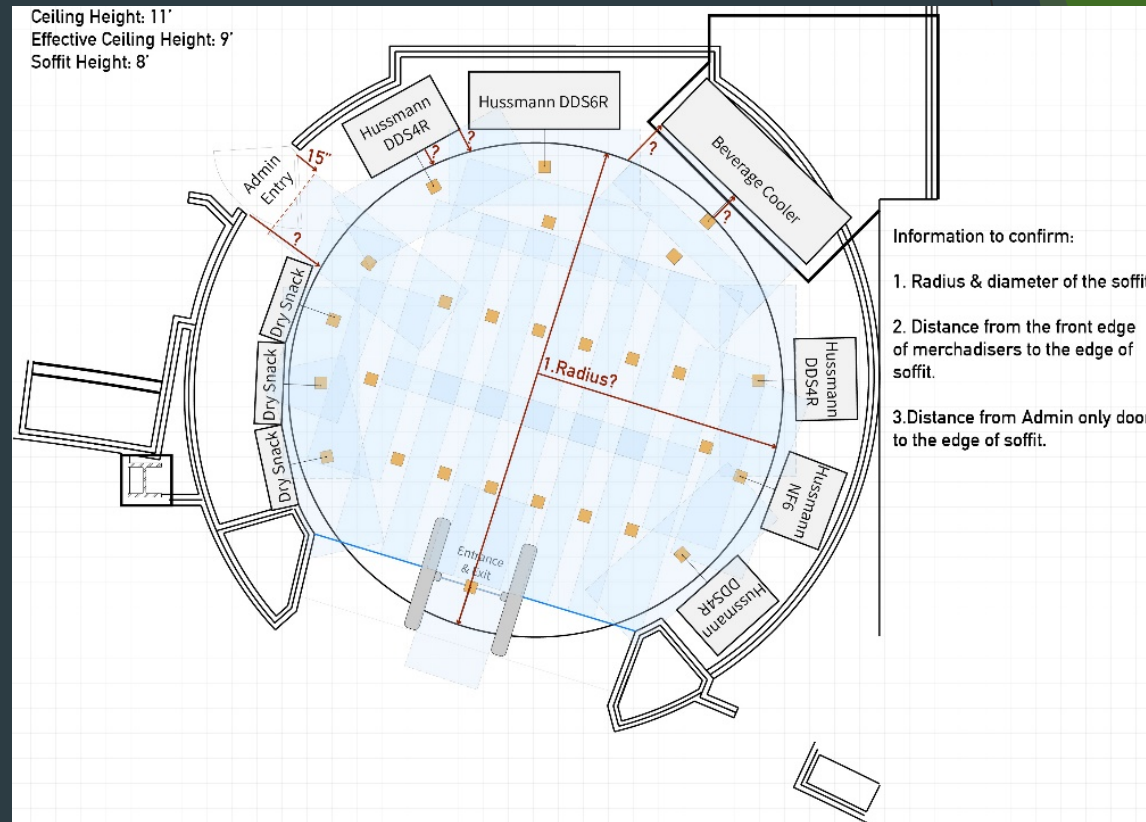 Ceiling Height: 11'
Effective Ceiling Height: 9'
Soffit Height: 8'
Hussmann DDS6R
Hussmann
DDS4R
?
?
?
Beverage Cooler
15"
Admin
Entry
?
?
Information to confirm:
1. Radius & diameter of the soffit
2. Distance from the front edge
of merchadisers to the edge of
soffit.
3.Distance from Admin only door
to the edge of soffit.
Dry Snack
Dry Snack
Dry Snack
1.Radius?
Hussmann
DDS4R
Hussmann
NF6
Hussmann
DDS4R
Entrance
& Exit